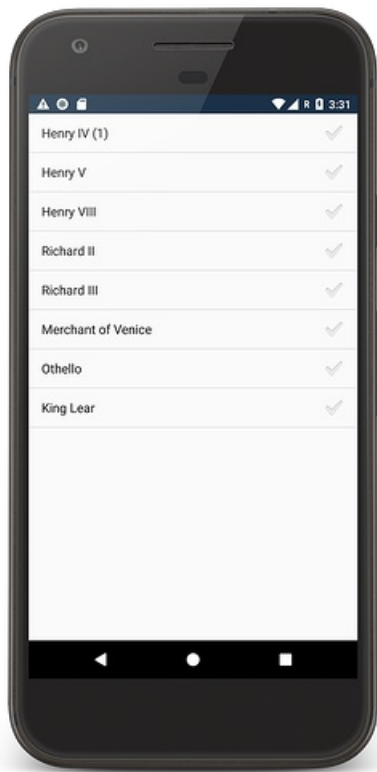 R 3:31
Henry IV (1)
Henry V
Henry VIII
Richard II
Richard III
Merchant of Venice
Othello
King Lear